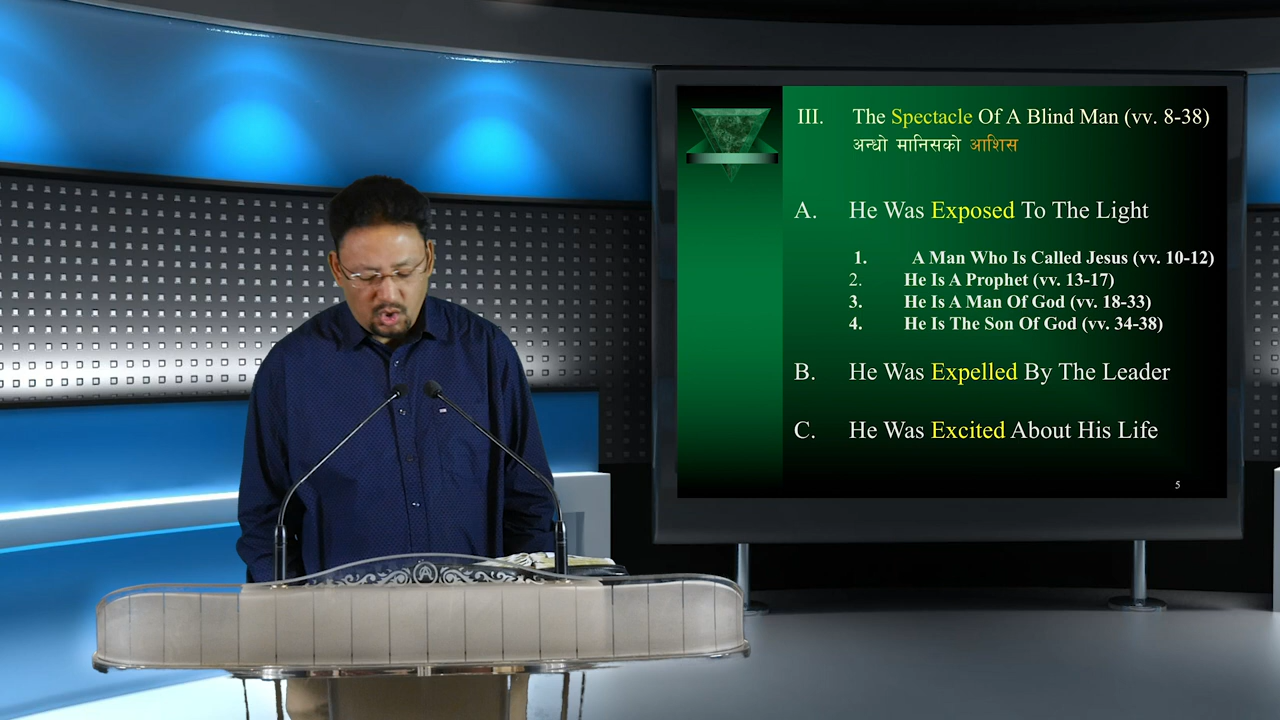 III. The Spectacle Of A Blind Man (vv. 8-38)
अन्धो मानिसको आशिस
A. He Was Exposed To The Light
1. A Man Who Is Called Jesus (vv. 10-12)
2. He Is A Prophet (vv. 13-17)
3. He Is A Man Of God (vv. 18-33)
4. He Is The Son Of God (vv. 34-38)
B. He Was Expelled By The Leader
C. He Was Excited About His Life
5